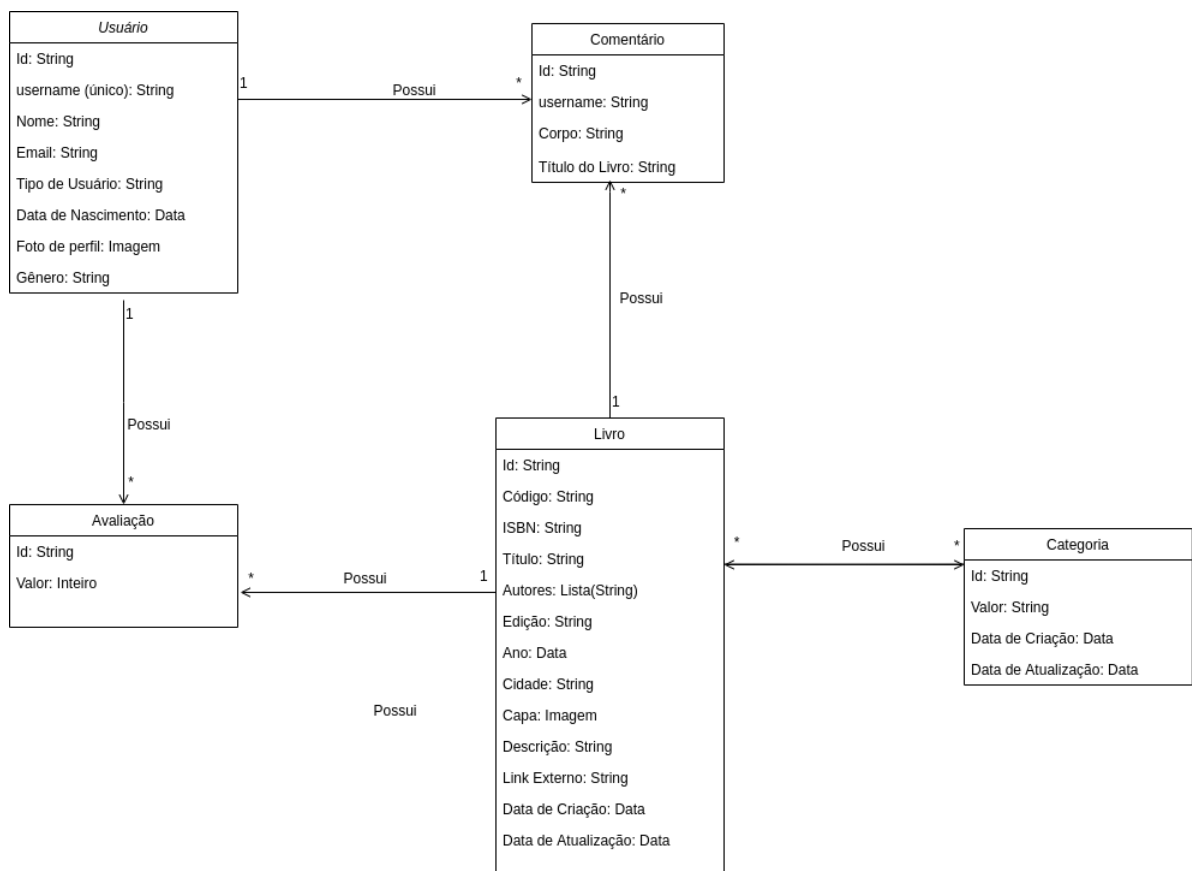 Usuário
Id: String
username (único): String
Nome: String
Email: String
Tipo de Usuário: String
Data de Nascimento: Data
Foto de perfil: Imagem
Gênero: String
1
Possui
*
Comentário
Id: String
username: String
Corpo: String
Título do Livro: String
*
Possui
1
1
Possui
*
Avaliação
Id: String
Valor: Inteiro
*
Possui
1
Possui
Livro
Id: String
Código: String
ISBN: String
Título: String
Autores: Lista(String)
Edição: String
Ano: Data
Cidade: String
Capa: Imagem
Descrição: String
Link Externo: String
Data de Criação: Data
Data de Atualização: Data
*
Possui
*
Categoria
Id: String
Valor: String
Data de Criação: Data
Data de Atualização: Data